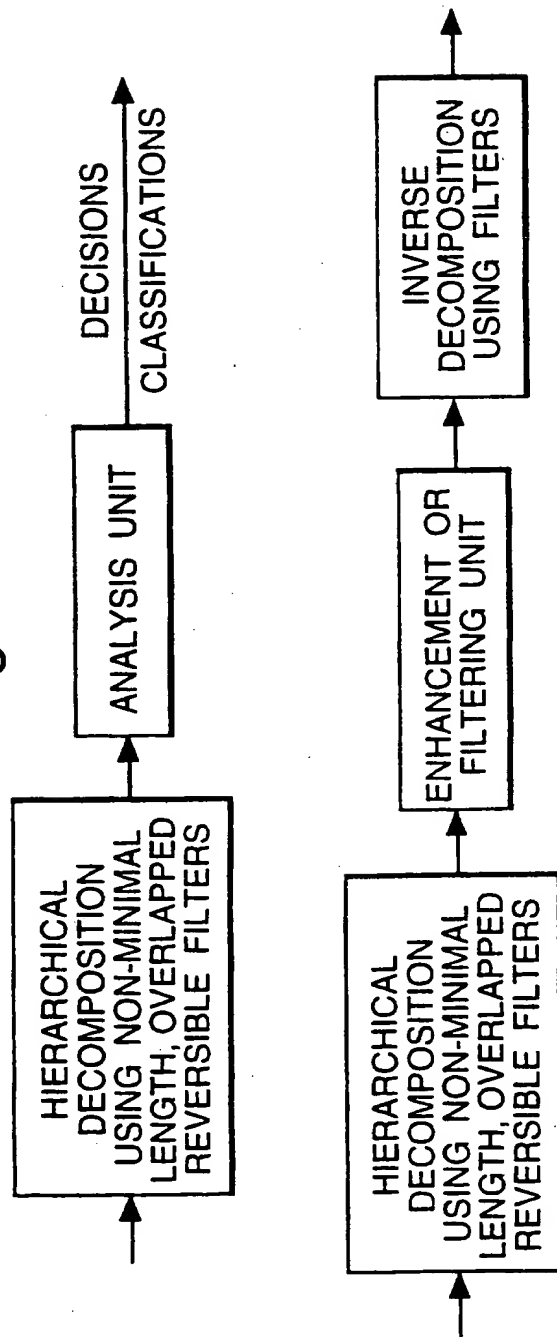 HIERARCHICAL
DECOMPOSITION
USING NON-MINIMAL
LENGTH, OVERLAPPED
REVERSIBLE FILTERS
ANALYSIS UNIT
DECISIONS
CLASSIFICATIONS
HIERARCHICAL
DECOMPOSITION
USING NON-MINIMAL
LENGTH, OVERLAPPED
REVERSIBLE FILTERS
ENHANCEMENT OR
FILTERING UNIT
INVERSE
DECOMPOSITION
USING FILTERS